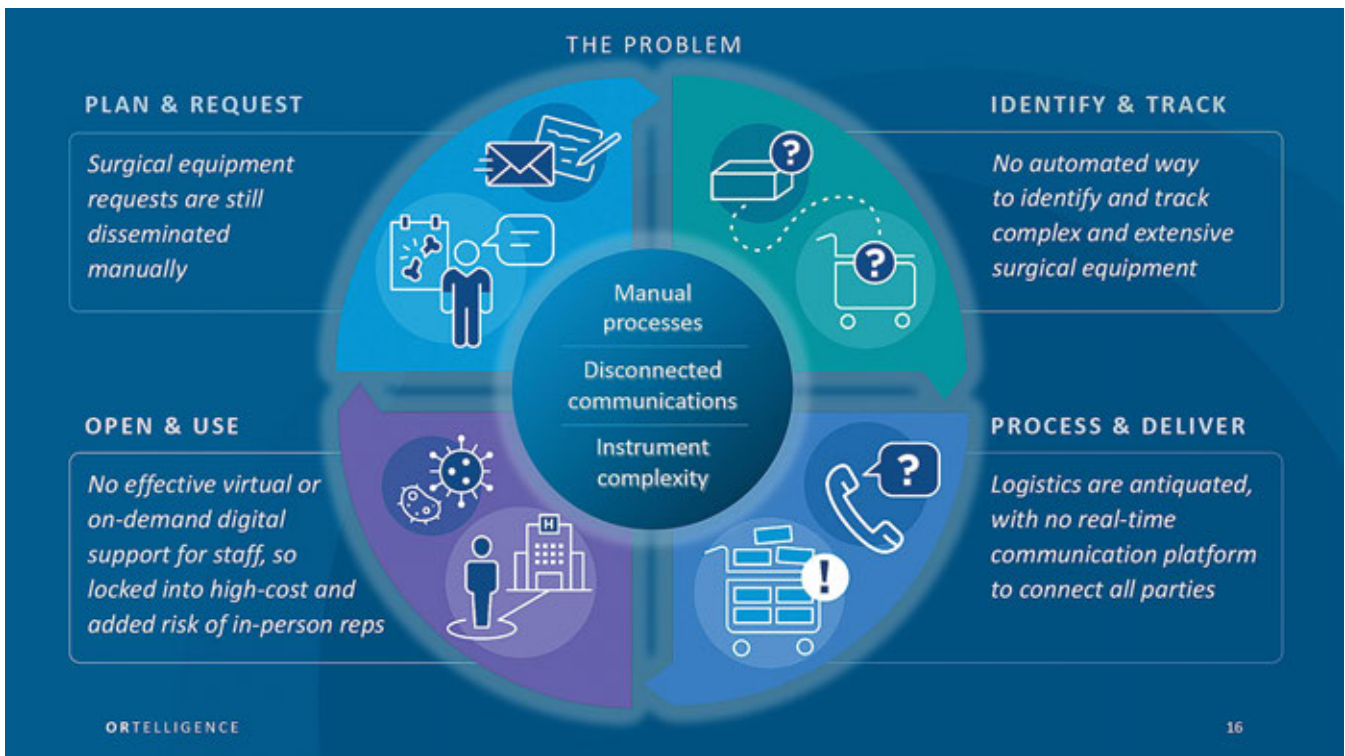 THE PROBLEM
PLAN & REQUEST
Surgical equipment
requests are still
disseminated
manually
IDENTIFY & TRACK
No automated way
to identify and track
complex and extensive
surgical equipment
?
?
Manual
processes
Disconnected
communications
Instrument
complexity
OPEN & USE
No effective virtual or
on-demand digital
support for staff, so
locked into high-cost and
added risk of in-person reps
H
PROCESS & DELIVER
Logistics are antiquated,
with no real-time
communication platform
to connect all parties
?
!
ORTELLIGENCE
16